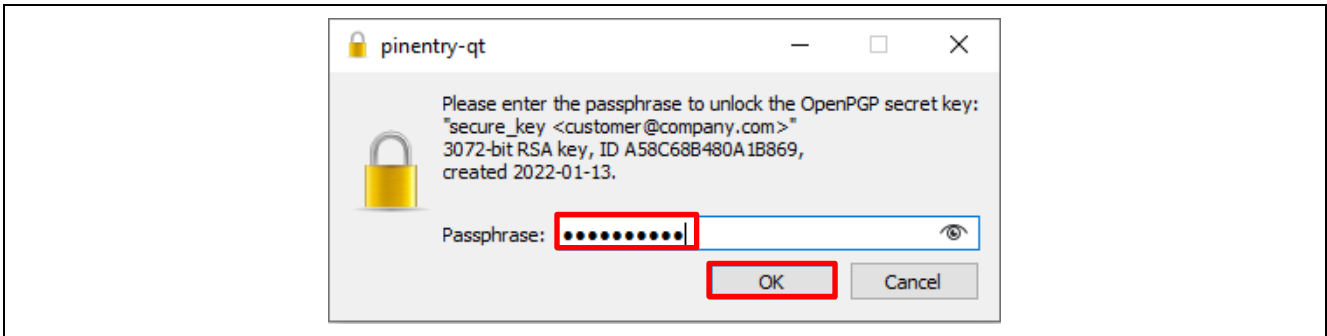 pinentry-qt
Please enter the passphrase to unlock the OpenPGP secret key:
"secure_key <customer@company.com>"
3072-bit RSA key, ID A58C68B480A1B869,
created 2022-01-13.
Passphrase: ●●●●●●●●●●
OK Cancel